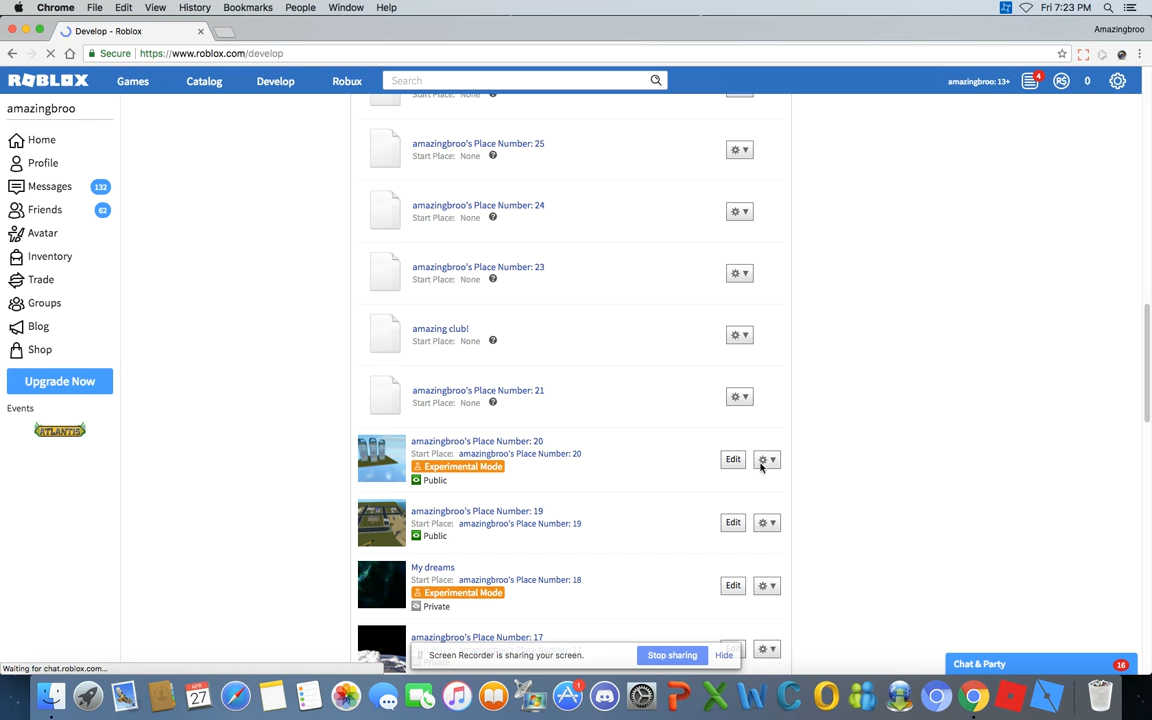 Chrome File Edit View History Bookmarks People Window Help Fri 7:23 PM
Develop - Roblox Amazingbroo
Secure https://www.roblox.com/develop
ROBLOX Games Catalog Develop Robux Search amazingbroo: 13+ 4 R$ 0
amazingbroo
Home
Profile
Messages 132
Friends 62
Avatar
Inventory
Trade
Groups
Blog
Shop
Upgrade Now
Events
ATLANTIS
Start Place: None
amazingbroo's Place Number: 25
Start Place: None
amazingbroo's Place Number: 24
Start Place: None
amazingbroo's Place Number: 23
Start Place: None
amazing club!
Start Place: None
amazingbroo's Place Number: 21
Start Place: None
amazingbroo's Place Number: 20
Start Place: amazingbroo's Place Number: 20
Experimental Mode
Public
Edit
amazingbroo's Place Number: 19
Start Place: amazingbroo's Place Number: 19
Public
Edit
My dreams
Start Place: amazingbroo's Place Number: 18
Experimental Mode
Private
Edit
amazingbroo's Place Number: 17
Screen Recorder is sharing your screen. Stop sharing Hide
Waiting for chat.roblox.com...
Chat & Party 16
APR
27
1